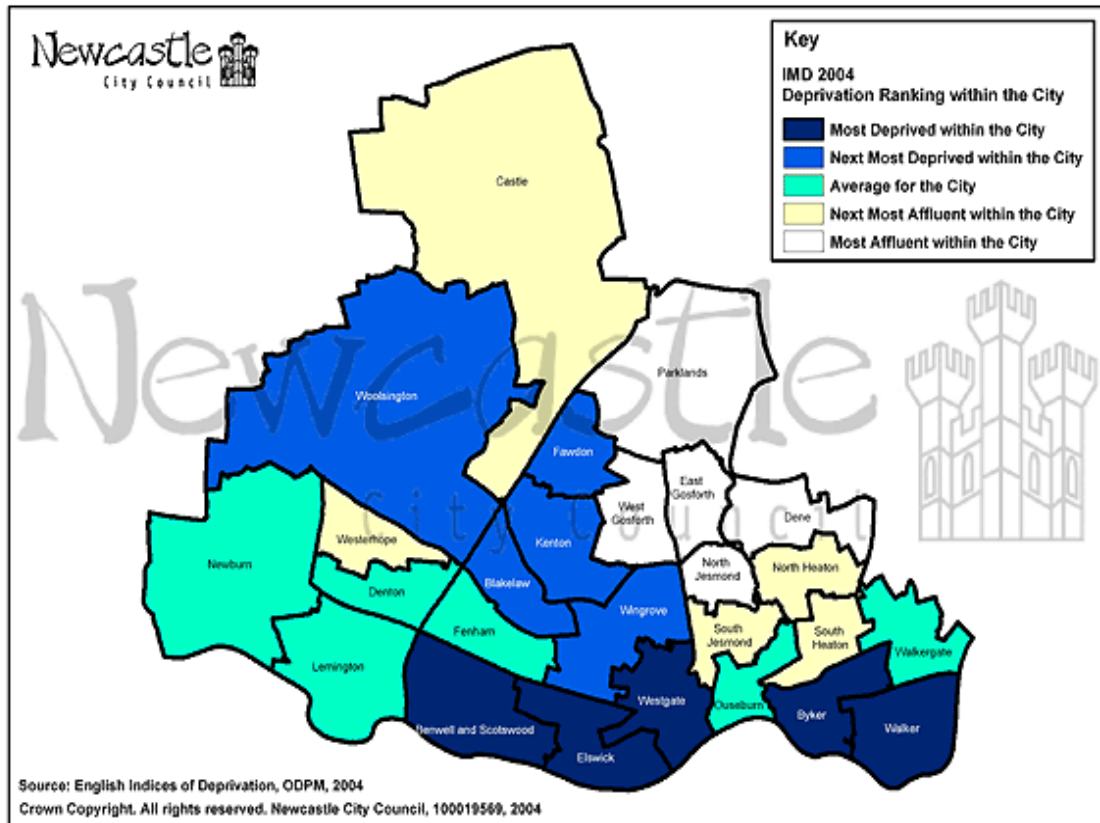 Newcastle
City Council
Key
IMD 2004
Deprivation Ranking within the City
Most Deprived within the City
Next Most Deprived within the City
Average for the City
Next Most Affluent within the City
Most Affluent within the City
Castle
Newcastle
City Council
Parklands
Woolsington
Fawdon
East
Gosforth
West
Gosforth
Dene
Westerhope
Kenton
Newburn
North
Jesmond
North Heaton
Denton
Blakelaw
Wingrove
Fenham
South
Jesmond
South
Heaton
Walkergate
Lemington
Westgate
Ouseburn
Byker
Benwell and Scotswood
Walker
Elswick
Source: English Indices of Deprivation, ODPM, 2004
Crown Copyright. All rights reserved. Newcastle City Council, 100019569, 2004